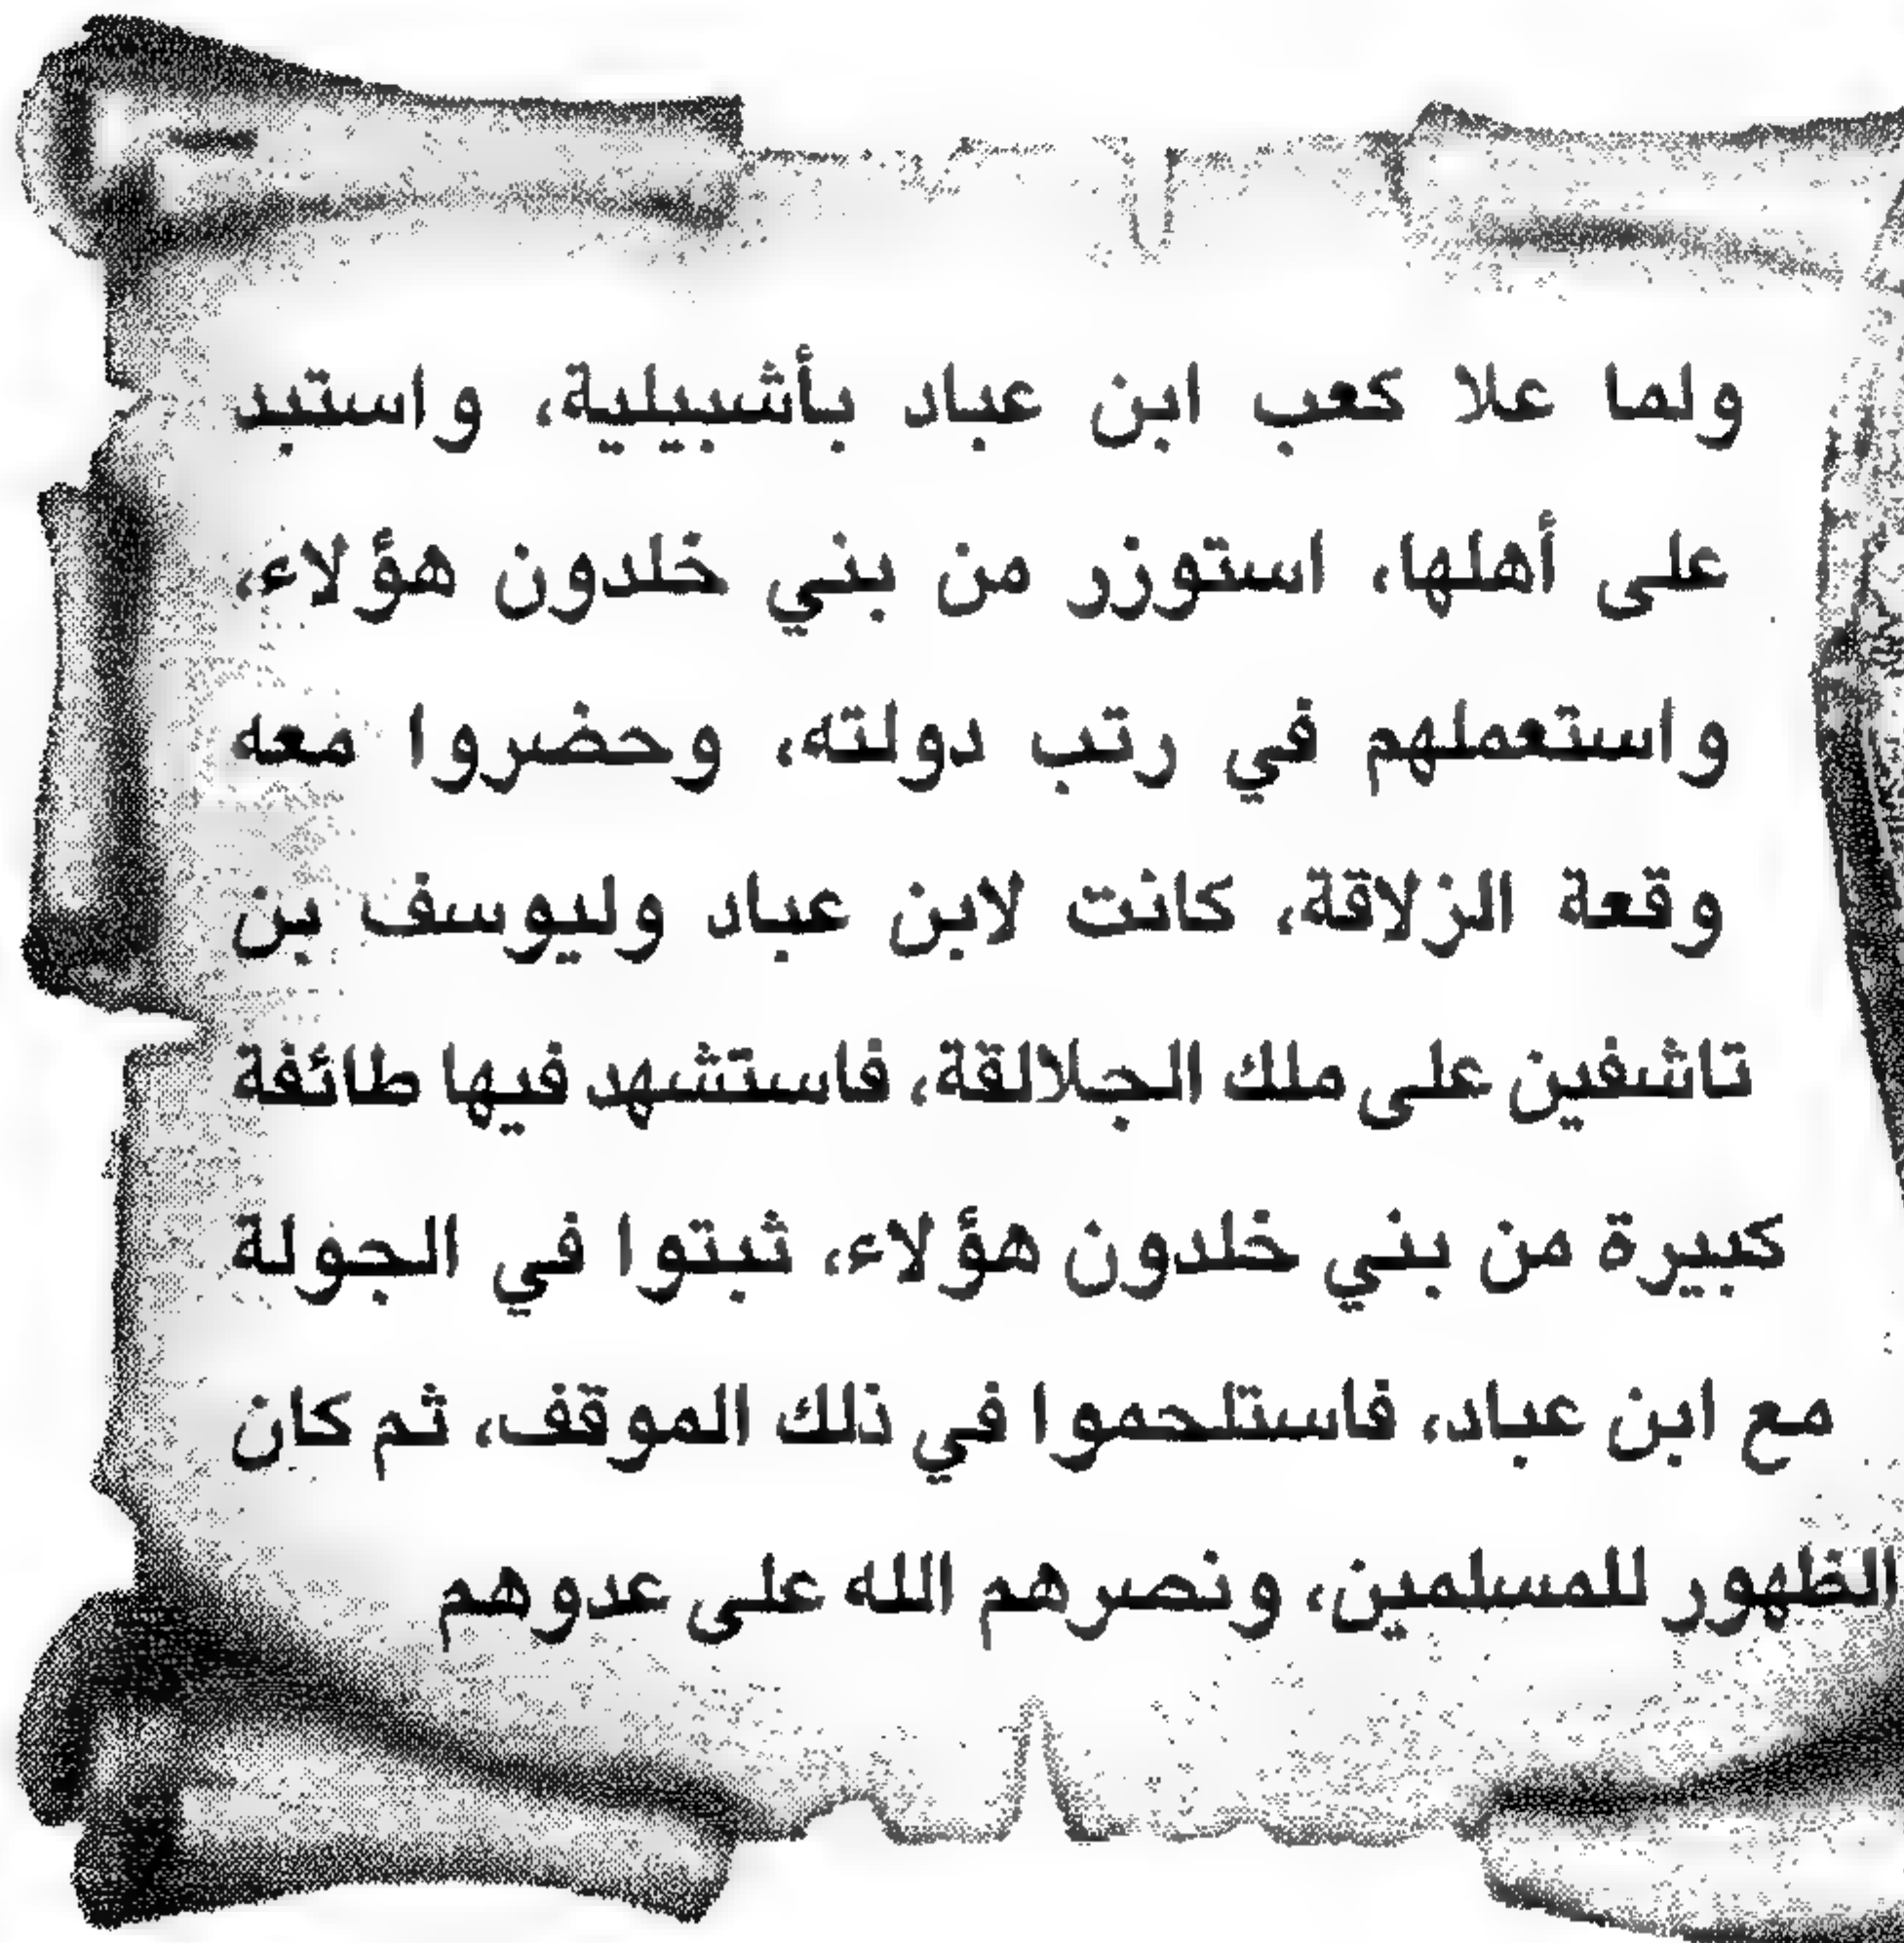 ولما علا كعب ابن عباد بأشبيلية، واستبد
على أهلها، استوزر من بني خلدون هؤلاء،
واستعملهم في رتب دولته، وحضروا معه
وقعة الزلاقة، كانت لابن عباد وليوسف بن
تاشفين على ملك الجلالقة، فاستشهد فيها طائفة
كبيرة من بني خلدون هؤلاء، ثبتوا في الجولة
مع ابن عباد، فاستلحموا في ذلك الموقف، ثم كان
الظهور للمسلمين، ونصرهم الله على عدوهم